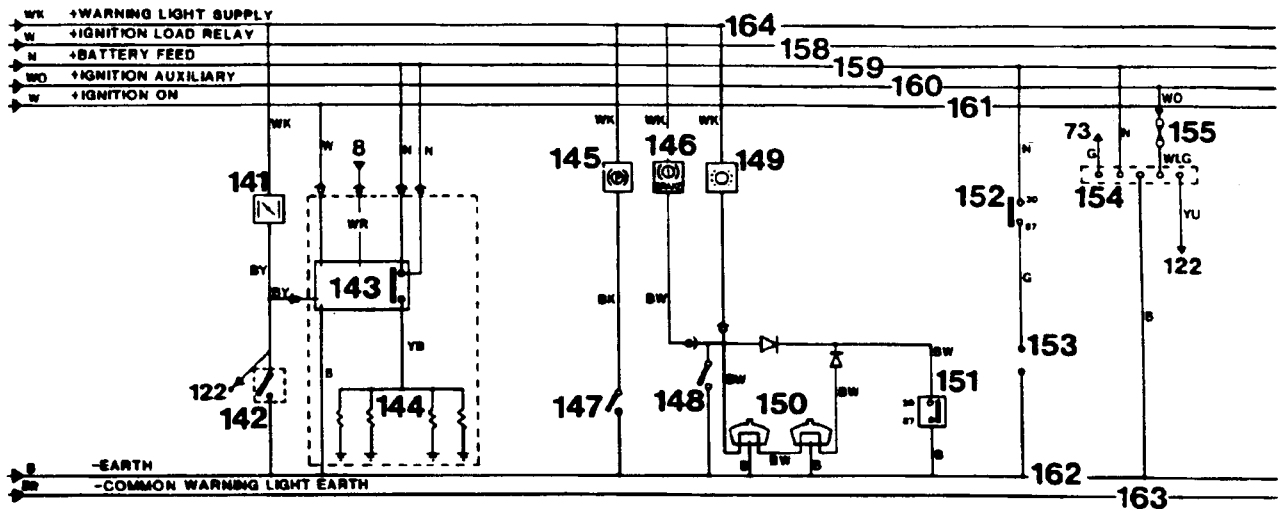 WK +WARNING LIGHT SUPPLY
W +IGNITION LOAD RELAY
N +BATTERY FEED
WO +IGNITION AUXILIARY
W +IGNITION ON
164
158
159
160
161
WK W 8 N N WK WK WK N 73 G N WO 155
141 145 146 149 152 30 87 154 WLG
WR YU
BY BY 143 BK BW G 122
YB B B
122 142 144 147 148 BW 150 BW BW 151 153
30
87
B BW B B
B -EARTH 162
BR -COMMON WARNING LIGHT EARTH 163